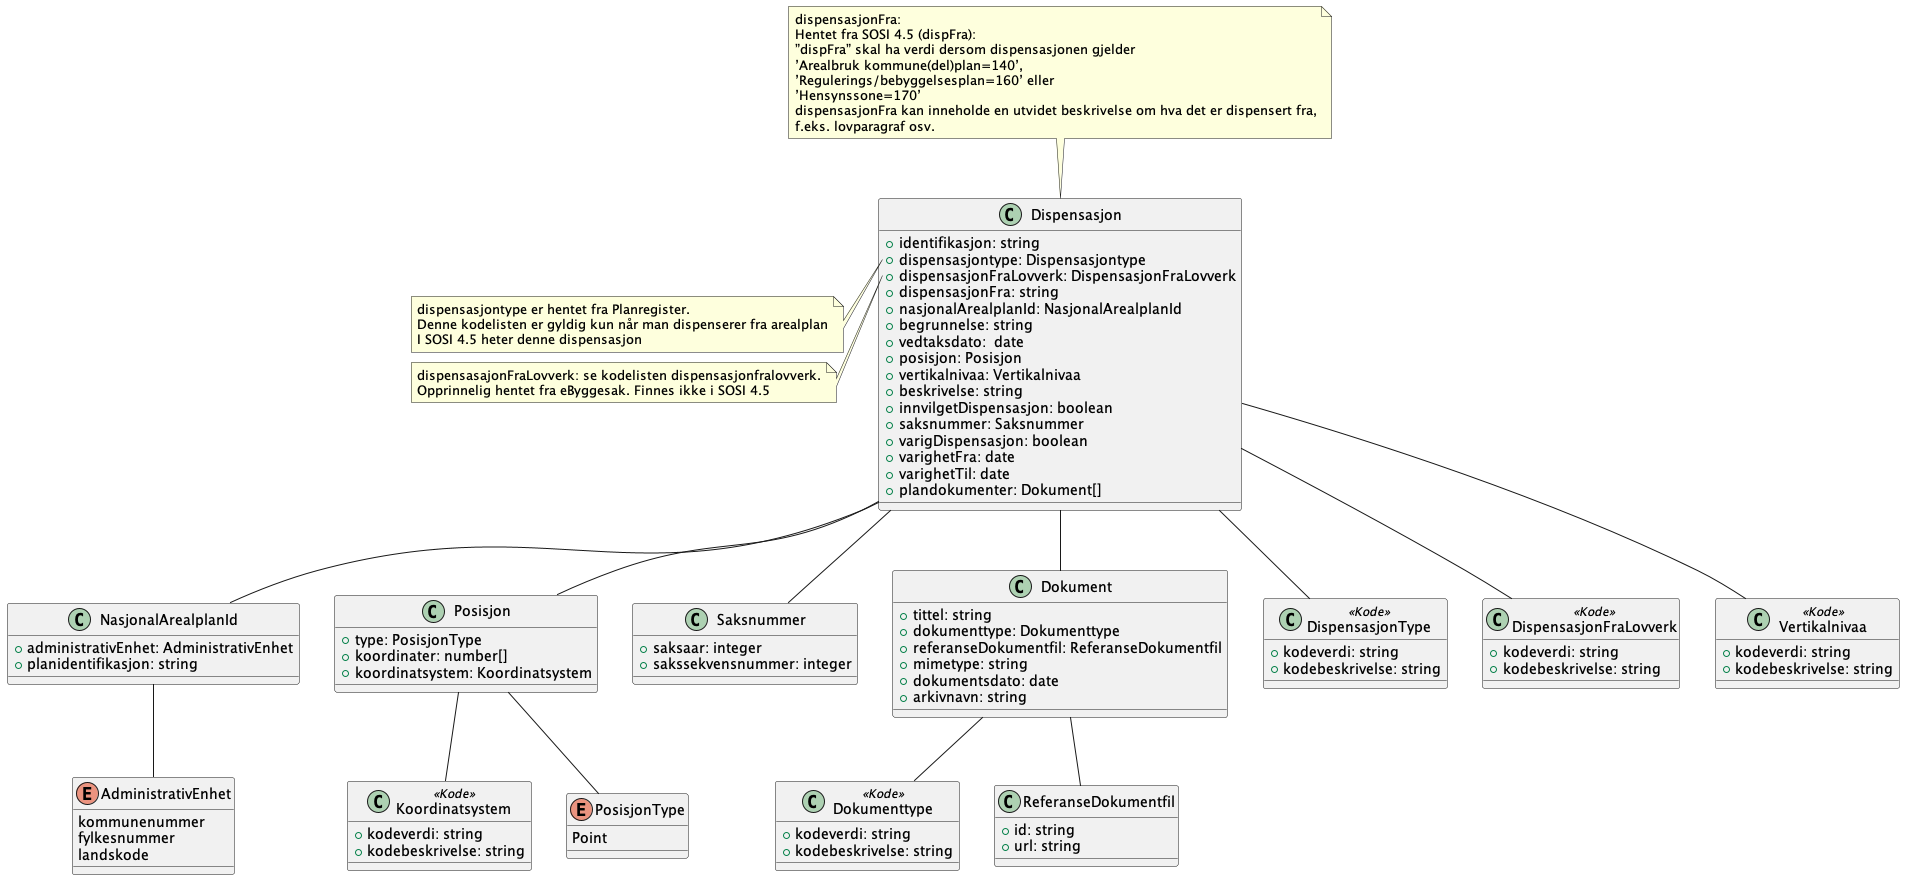 dispensasjonFra:
Hentet fra SOSI 4.5 (dispFra):
"dispFra" skal ha verdi dersom dispensasjonen gjelder
’Arealbruk kommune(del)plan=140’,
’Regulerings/bebyggelsesplan=160’ eller
’Hensynssone=170’
dispensasjonFra kan inneholde en utvidet beskrivelse om hva det er dispensert fra,
f.eks. lovparagraf osv.
C Dispensasjon
identifikasjon: string
dispensasjontype: Dispensasjontype
dispensasjonFraLovverk: DispensasjonFraLovverk
dispensasjonFra: string
nasjonalArealplanId: NasjonalArealplanId
begrunnelse: string
vedtaksdato:  date
posisjon: Posisjon
vertikalnivaa: Vertikalnivaa
beskrivelse: string
innvilgetDispensasjon: boolean
saksnummer: Saksnummer
varigDispensasjon: boolean
varighetFra: date
varighetTil: date
plandokumenter: Dokument[]
dispensasjontype er hentet fra Planregister.
Denne kodelisten er gyldig kun når man dispenserer fra arealplan
I SOSI 4.5 heter denne dispensasjon
dispensasajonFraLovverk: se kodelisten dispensasjonfralovverk.
Opprinnelig hentet fra eByggesak. Finnes ikke i SOSI 4.5
C NasjonalArealplanId
administrativEnhet: AdministrativEnhet
planidentifikasjon: string
C Posisjon
type: PosisjonType
koordinater: number[]
koordinatsystem: Koordinatsystem
C Saksnummer
saksaar: integer
sakssekvensnummer: integer
C Dokument
tittel: string
dokumenttype: Dokumenttype
referanseDokumentfil: ReferanseDokumentfil
mimetype: string
dokumentsdato: date
arkivnavn: string
«Kode»
C DispensasjonType
kodeverdi: string
kodebeskrivelse: string
«Kode»
C DispensasjonFraLovverk
kodeverdi: string
kodebeskrivelse: string
«Kode»
C Vertikalnivaa
kodeverdi: string
kodebeskrivelse: string
E AdministrativEnhet
kommunenummer
fylkesnummer
landskode
«Kode»
C Koordinatsystem
kodeverdi: string
kodebeskrivelse: string
E PosisjonType
Point
«Kode»
C Dokumenttype
kodeverdi: string
kodebeskrivelse: string
C ReferanseDokumentfil
id: string
url: string